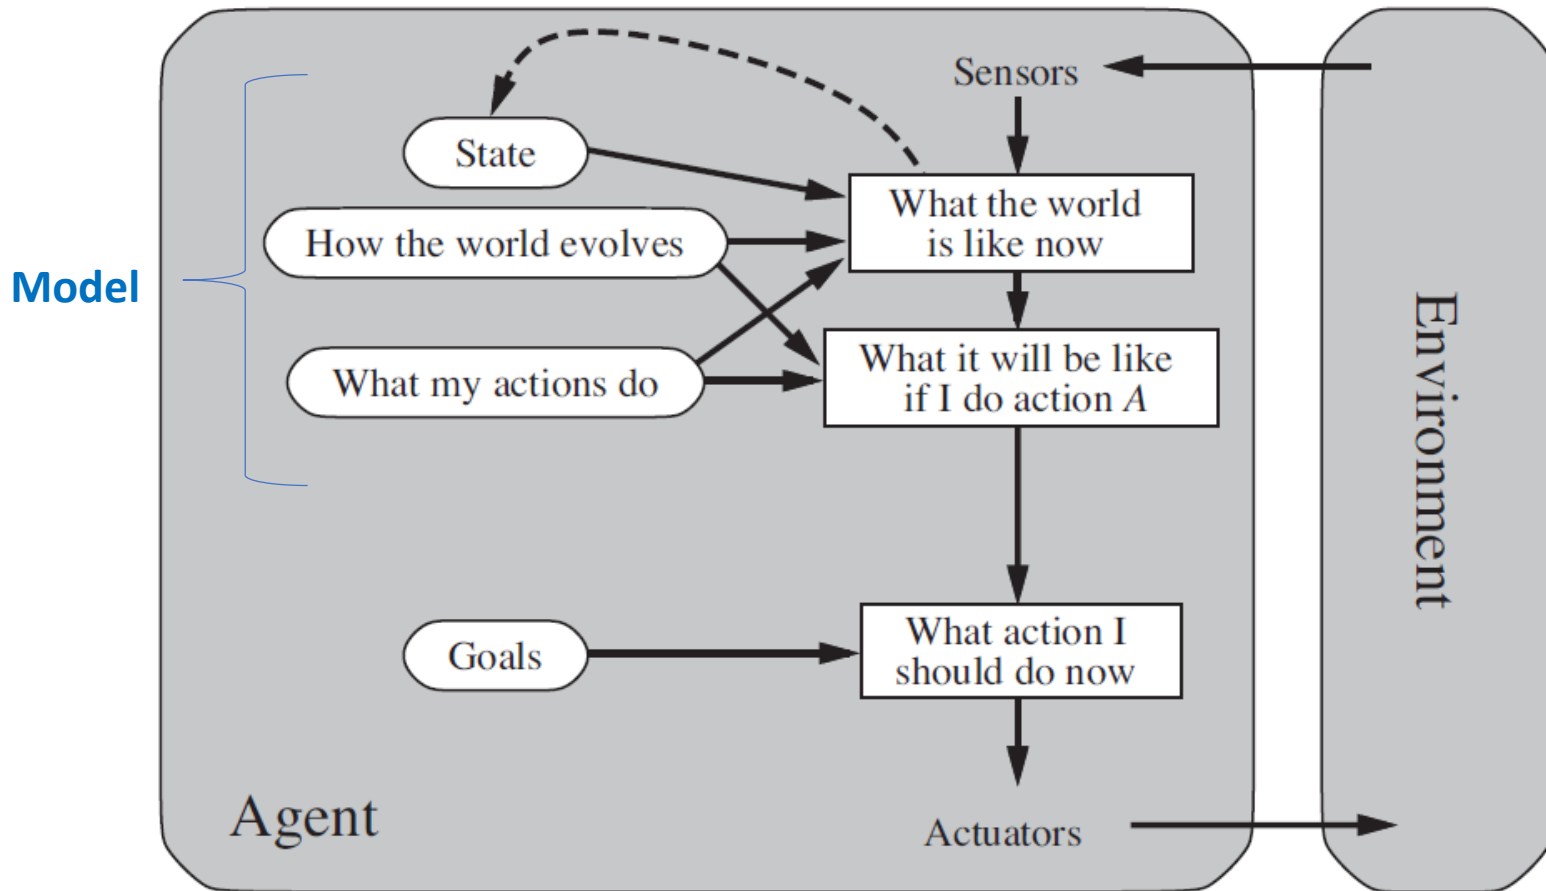 Sensors
State
What the world
is like now
How the world evolves
Model
What it will be like
if I do action A
What my actions do
Environment
What action I
should do now
Goals
Agent
Actuators